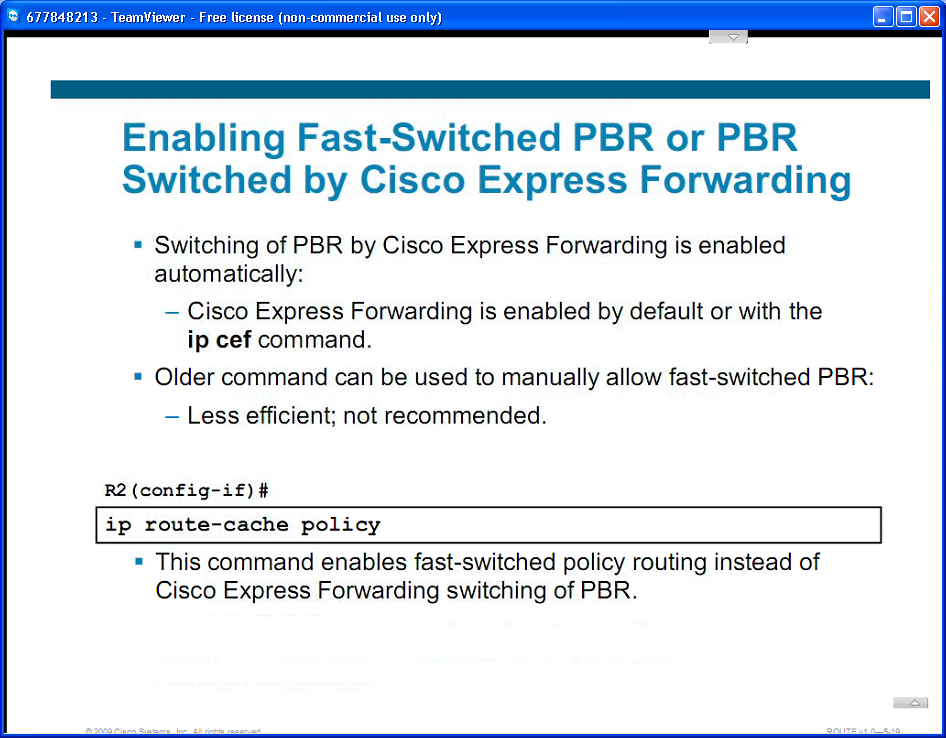 677848213 - TeamViewer - Free license (non-commercial use only)
Enabling Fast-Switched PBR or PBR
Switched by Cisco Express Forwarding
Switching of PBR by Cisco Express Forwarding is enabled
automatically:
– Cisco Express Forwarding is enabled by default or with the
ip cef command.
Older command can be used to manually allow fast-switched PBR:
– Less efficient; not recommended.
R2(config-if)#
ip route-cache policy
This command enables fast-switched policy routing instead of
Cisco Express Forwarding switching of PBR.
© 2009 Cisco Systems, Inc. All rights reserved.
ROUTE v1.0—5-19